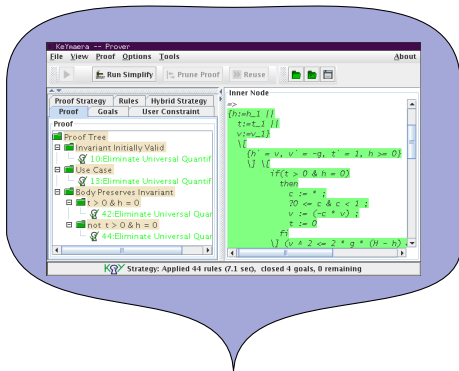 KeYmaera -- Prover
File View Proof Options Tools About
Run Simplify Prune Proof Reuse
Proof Strategy Rules Hybrid Strategy
Proof Goals User Constraint
Proof
Proof Tree
Invariant Initially Valid
10:Eliminate Universal Quantif
Use Case
13:Eliminate Universal Quantif
Body Preserves Invariant
t > 0 & h = 0
42:Eliminate Universal Quan
not t > 0 & h = 0
44:Eliminate Universal Quan
Inner Node
=>
{h:=h_1 ||
t:=t_1 ||
v:=v_1}
\[
{h` = v, v` = -g, t` = 1, h >= 0}
\] \[
if(t > 0 & h = 0)
then
c := * ;
?0 <= c & c < 1 ;
v := (-c * v) ;
t := 0
fi
\] (v ^ 2 <= 2 * g * (H - h)
KeY Strategy: Applied 44 rules (7.1 sec), closed 4 goals, 0 remaining